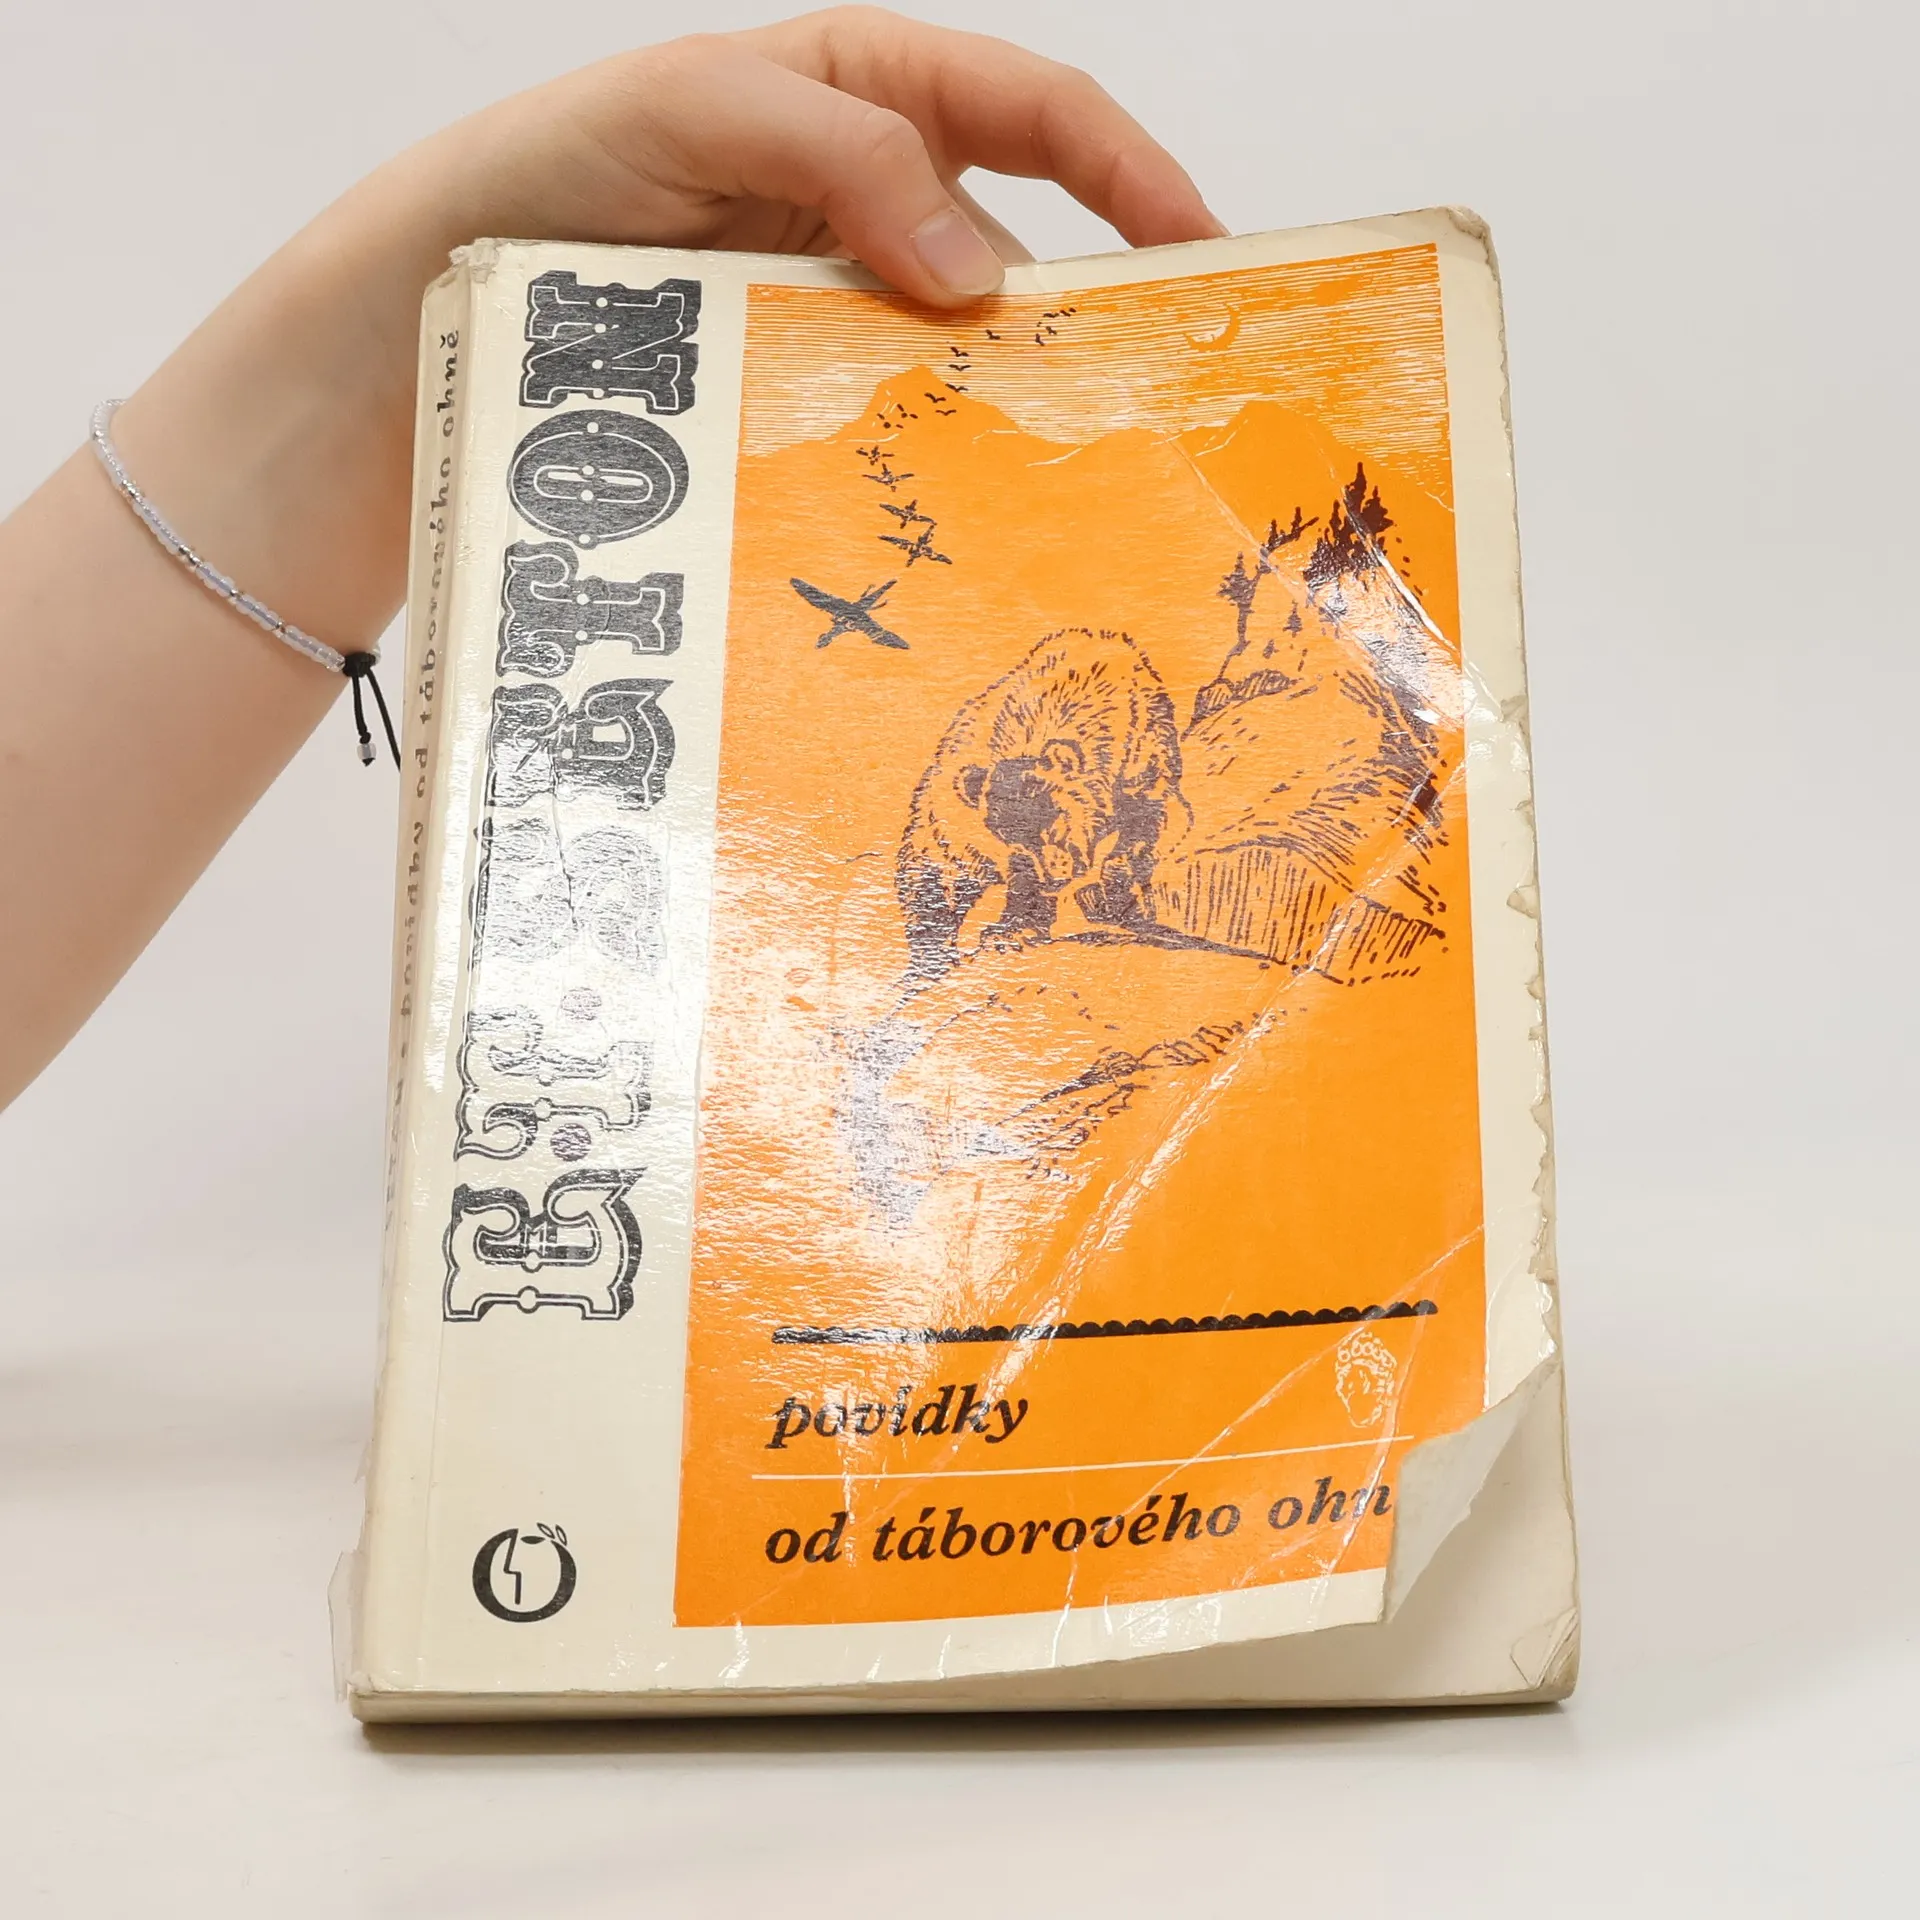 E.T.SETON
povídky
od táborového ohn
povídky od táborového ohně